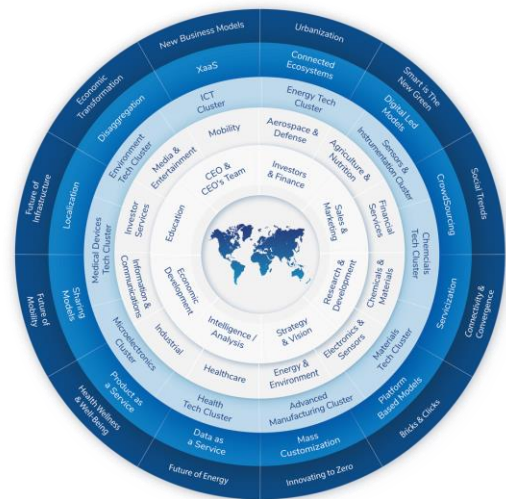 New Business Models
Urbanization
Smart is The
New Green
Social Trends
Connectivity &
Convergence
Bricks & Clicks
Innovating to Zero
Future of Energy
Health Wellness
& Well-Being
Future of
Mobility
Future of
Infrastructure
Economic
Transformation
XaaS
Connected
Ecosystems
Digital Led
Models
CrowdSourcing
Servicization
Platform
Based Models
Mass
Customization
Data as
a Service
Product as
a Service
Sharing
Models
Localization
Disaggregation
ICT
Cluster
Energy Tech
Cluster
Sensors &
Instrumentation Cluster
Chemcials
Tech Cluster
Materials
Tech Cluster
Advanced
Manufacturing Cluster
Health
Tech Cluster
Microelectronics
Cluster
Medical Devices
Tech Cluster
Environment
Tech Cluster
Mobility
Aerospace &
Defense
Agriculture &
Nutrition
Financial
Services
Chemicals
& Materials
Electronics &
Sensors
Energy &
Environment
Healthcare
Industrial
Information &
Communications
Investor
Services
Media &
Entertainment
CEO &
CEO's Team
Investors
& Finance
Sales &
Marketing
Research &
Development
Strategy
& Vision
Intelligence /
Analysis
Economic
Development
Education